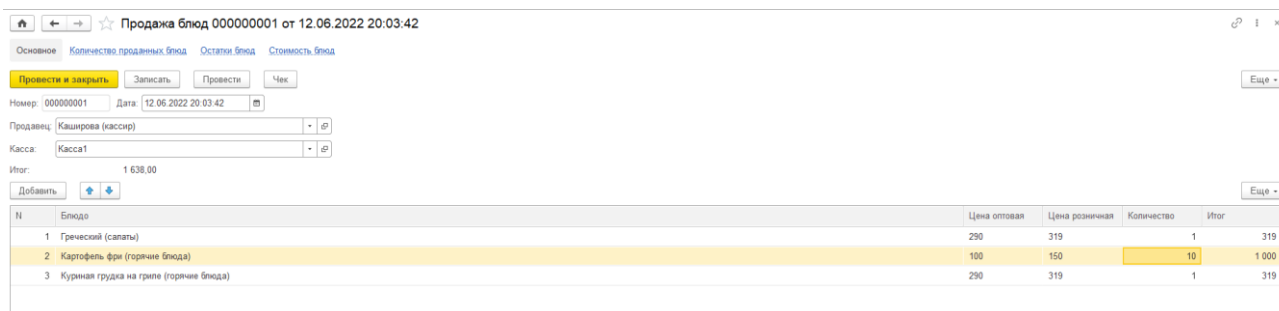 Продажа блюд 000000001 от 12.06.2022 20:03:42
Основное Количество проданных блюд Остатки блюд Стоимость блюд
Провести и закрыть Записать Провести Чек Еще
Номер: 000000001 Дата: 12.06.2022 20:03:42
Продавец: Каширова (кассир)
Касса: Касса1
Итог: 1 638,00
Добавить Еще
N Блюдо Цена оптовая Цена розничная Количество Итог
1 Греческий (салаты) 290 319 1 319
2 Картофель фри (горячие блюда) 100 150 10 1 000
3 Куриная грудка на гриле (горячие блюда) 290 319 1 319